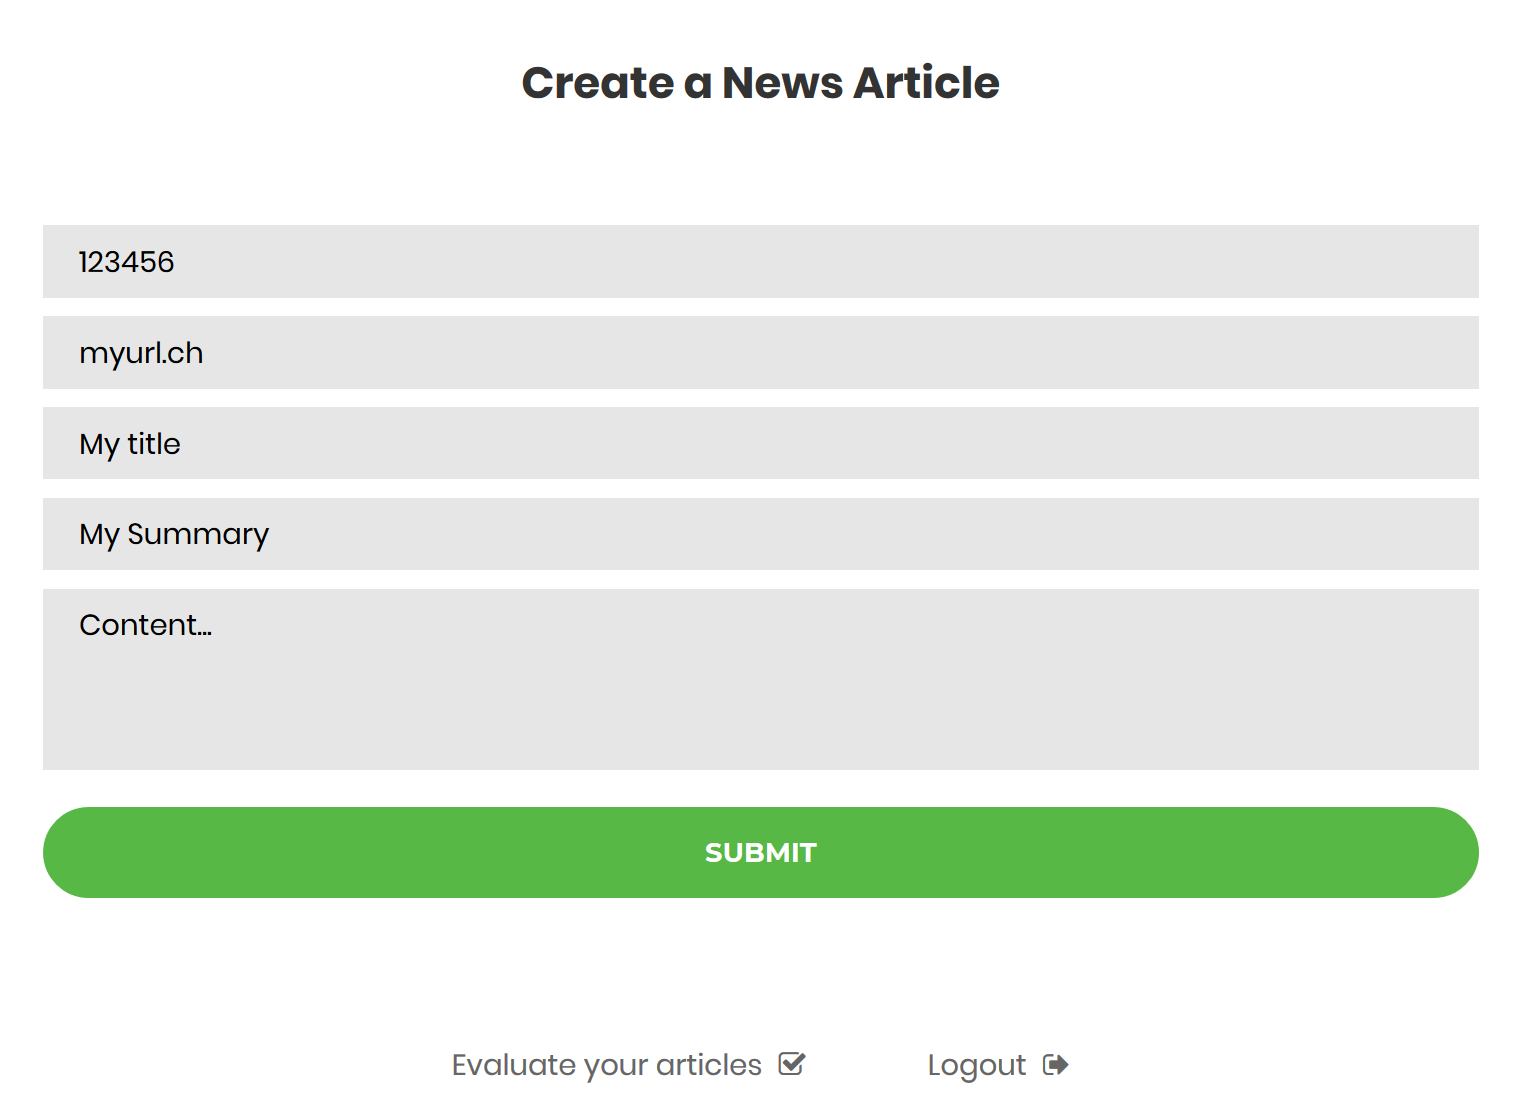 Create a News Article
123456
myurl.ch
My title
My Summary
Content...
SUBMIT
Evaluate your articles Logout